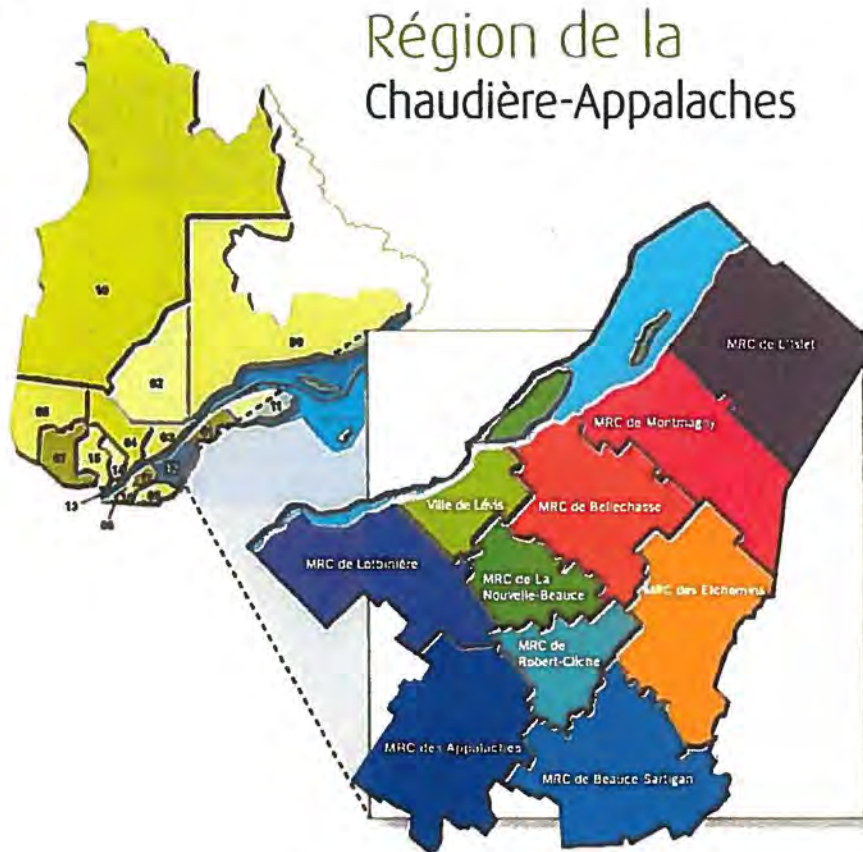 Région de la
Chaudière-Appalaches
10
09
02
08
11
07
15
04
03
14
12
13
05
MRC de L'Islet
MRC de Montmagny
Ville de Lévis
MRC de Bellechasse
MRC de Lotbinière
MRC de La
Nouvelle-Beauce
MRC des Etchemins
MRC de
Robert-Cliche
MRC des Appalaches
MRC de Beauce-Sartigan